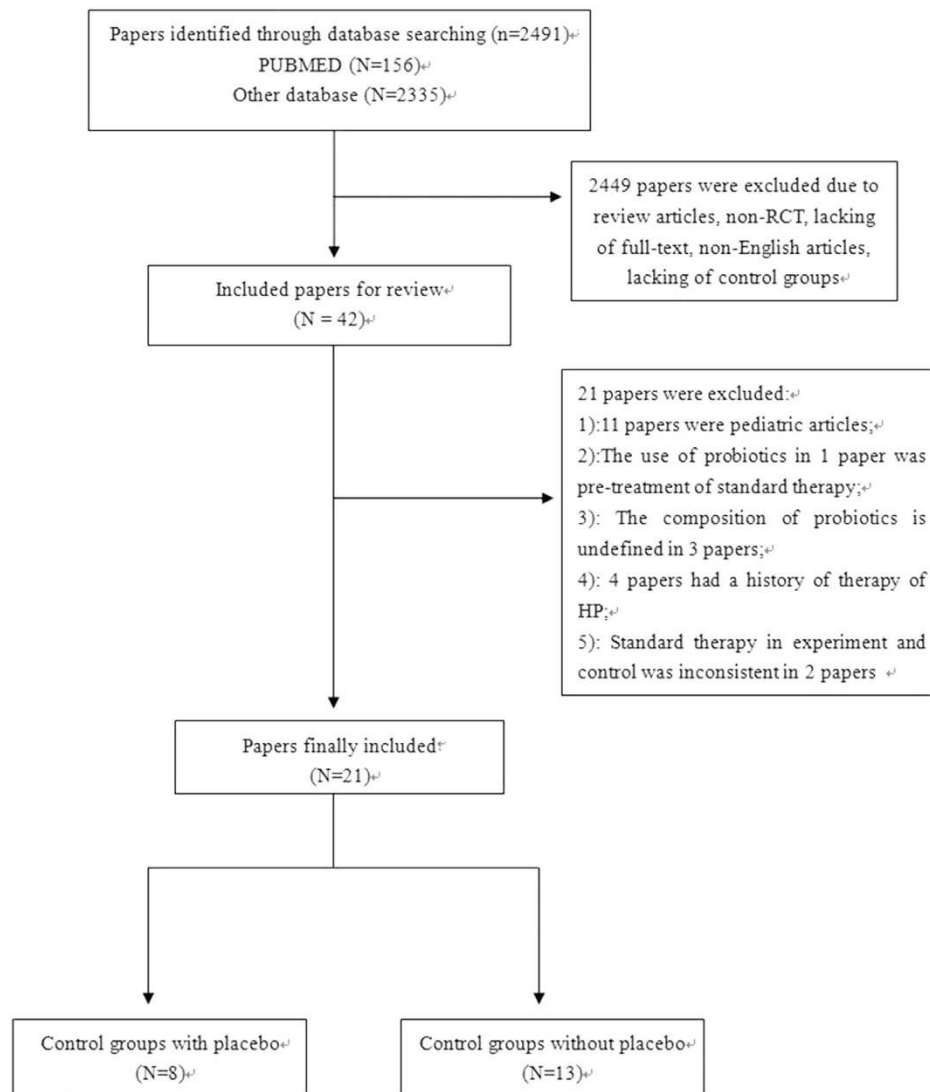 Papers identified through database searching (n=2491)↵
PUBMED (N=156)↵
Other database (N=2335)↵
2449 papers were excluded due to
review articles, non-RCT, lacking
of full-text, non-English articles,
lacking of control groups↵
Included papers for review↵
(N = 42)↵
21 papers were excluded:↵
1):11 papers were pediatric articles;↵
2):The use of probiotics in 1 paper was
pre-treatment of standard therapy;↵
3): The composition of probiotics is
undefined in 3 papers;↵
4): 4 papers had a history of therapy of
HP;↵
5): Standard therapy in experiment and
control was inconsistent in 2 papers ↵
Papers finally included↵
(N=21)↵
Control groups with placebo↵
(N=8)↵
Control groups without placebo↵
(N=13)↵